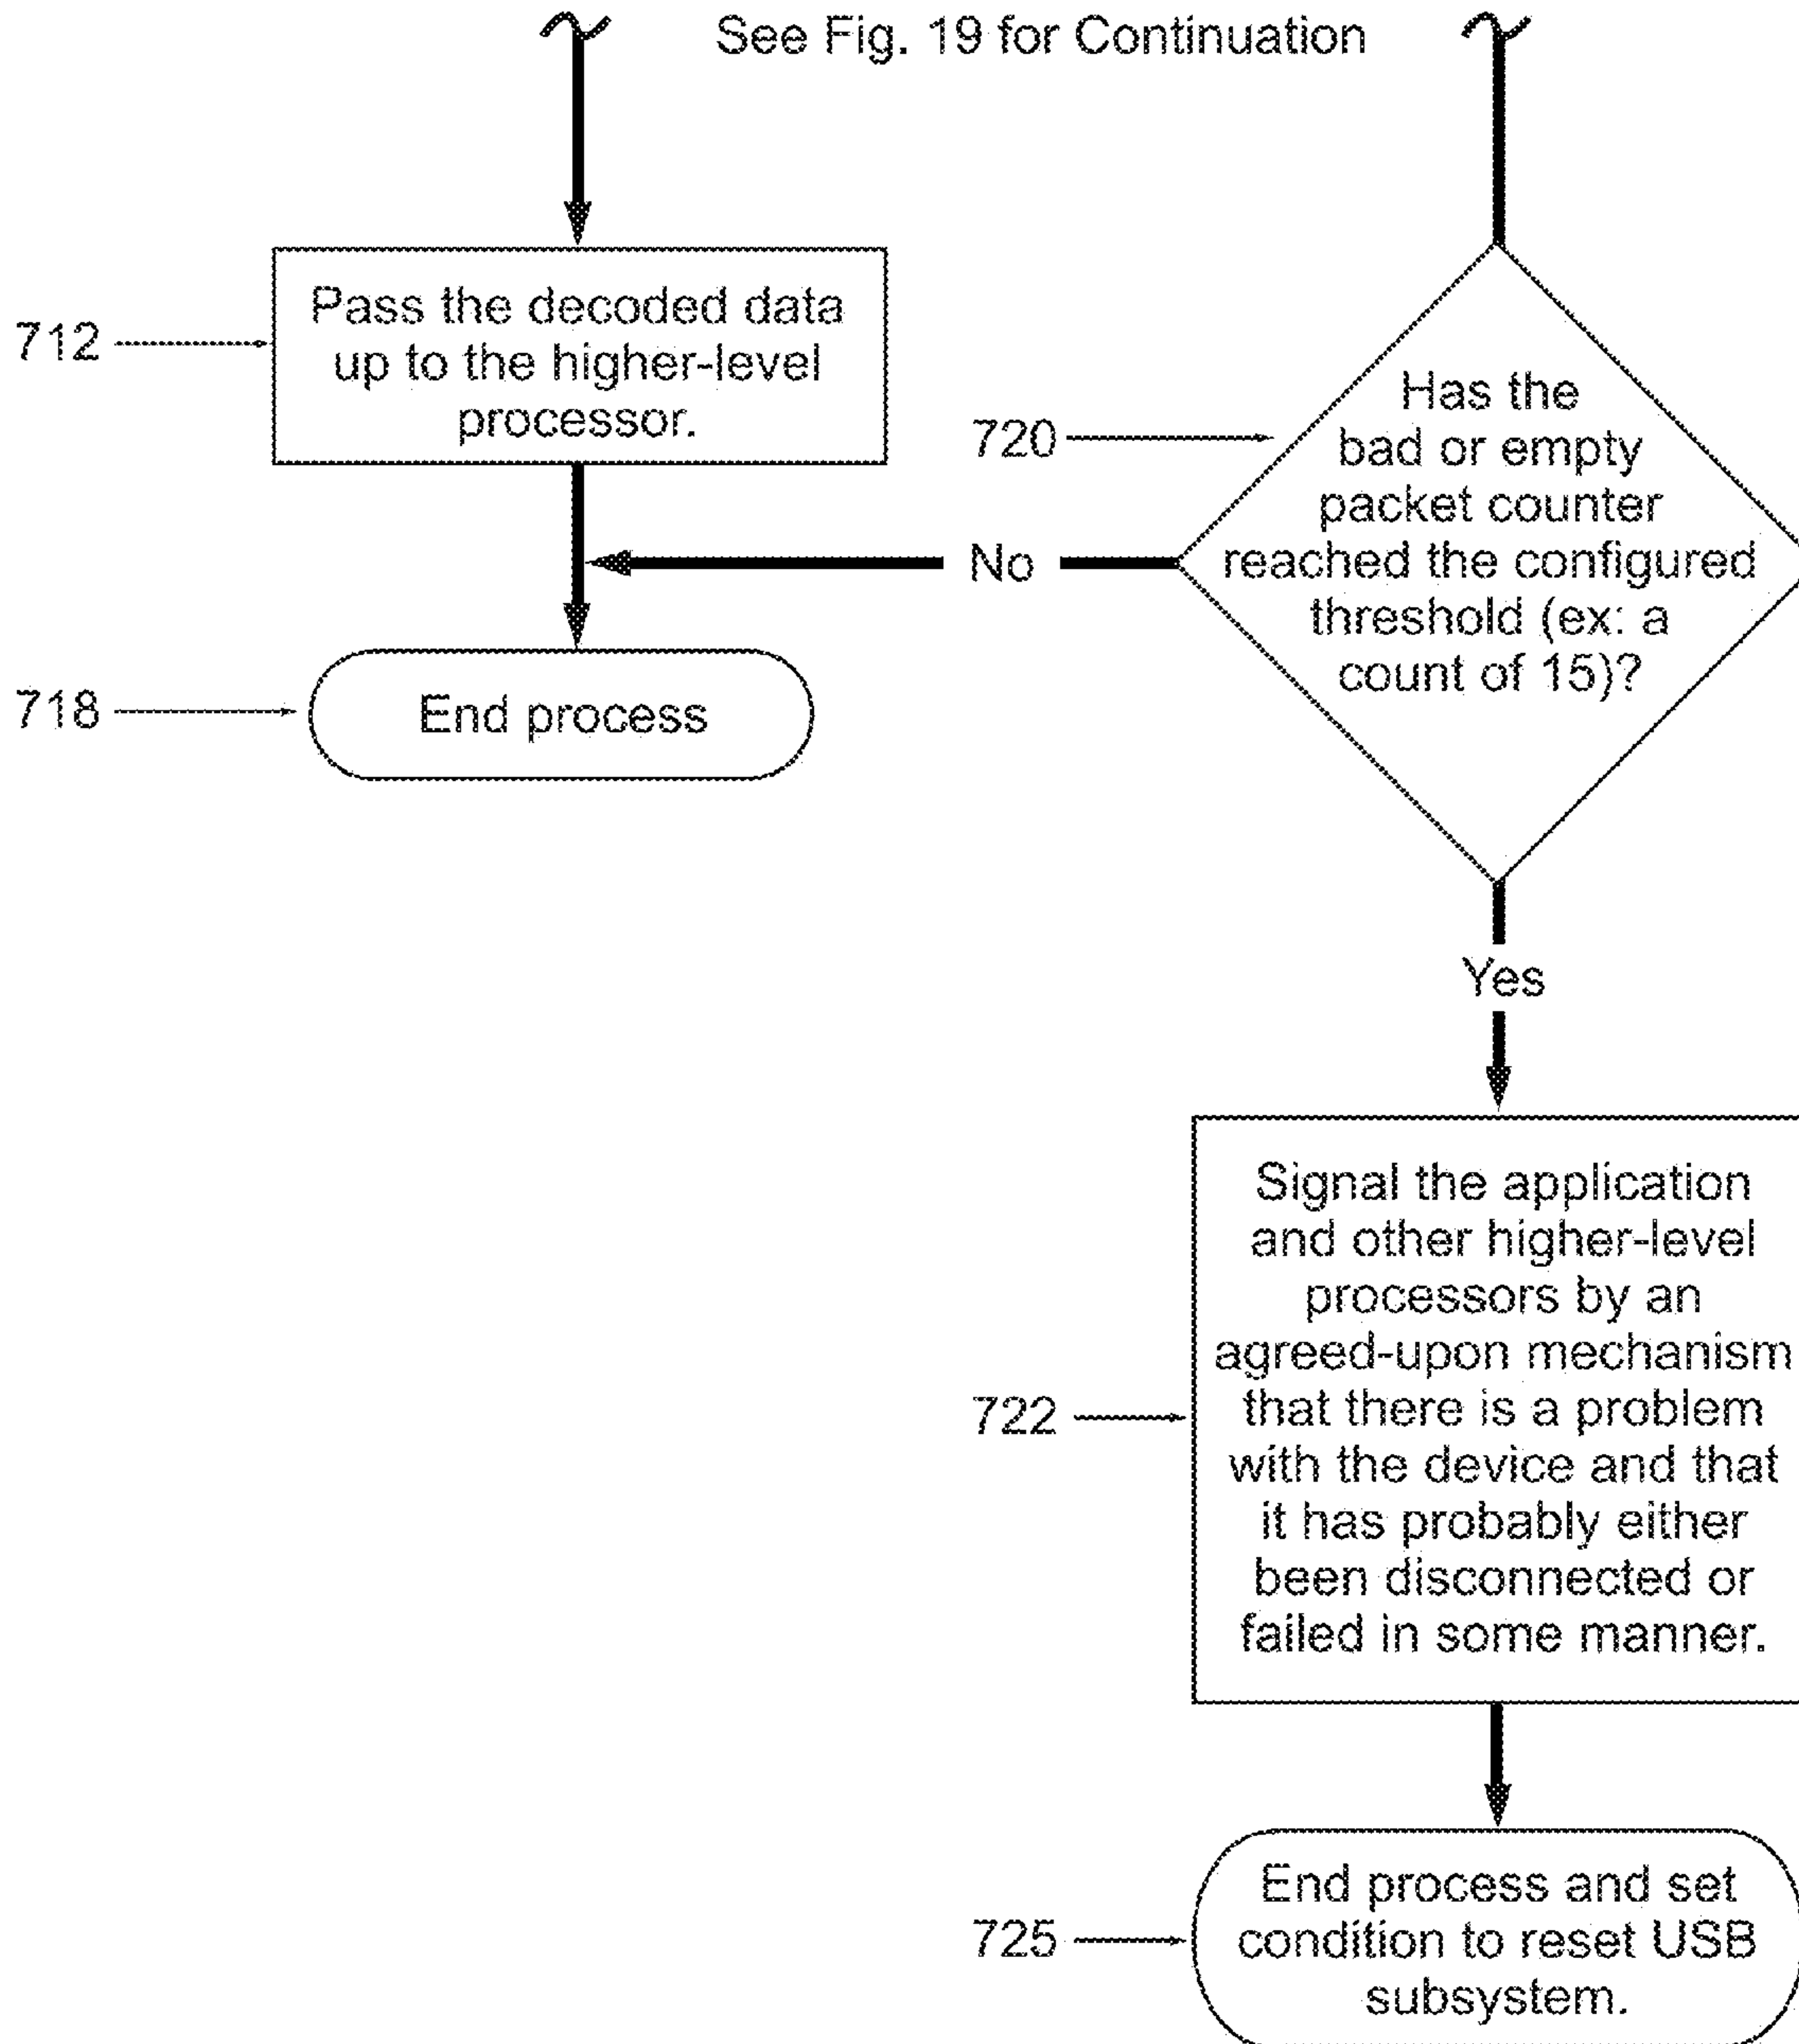 See Fig. 19 for Continuation
712
Pass the decoded data
up to the higher-level
processor.
720
Has the
bad or empty
packet counter
reached the configured
threshold (ex: a
count of 15)?
No
718
End process
Yes
722
Signal the application
and other higher-level
processors by an
agreed-upon mechanism
that there is a problem
with the device and that
it has probably either
been disconnected or
failed in some manner.
725
End process and set
condition to reset USB
subsystem.